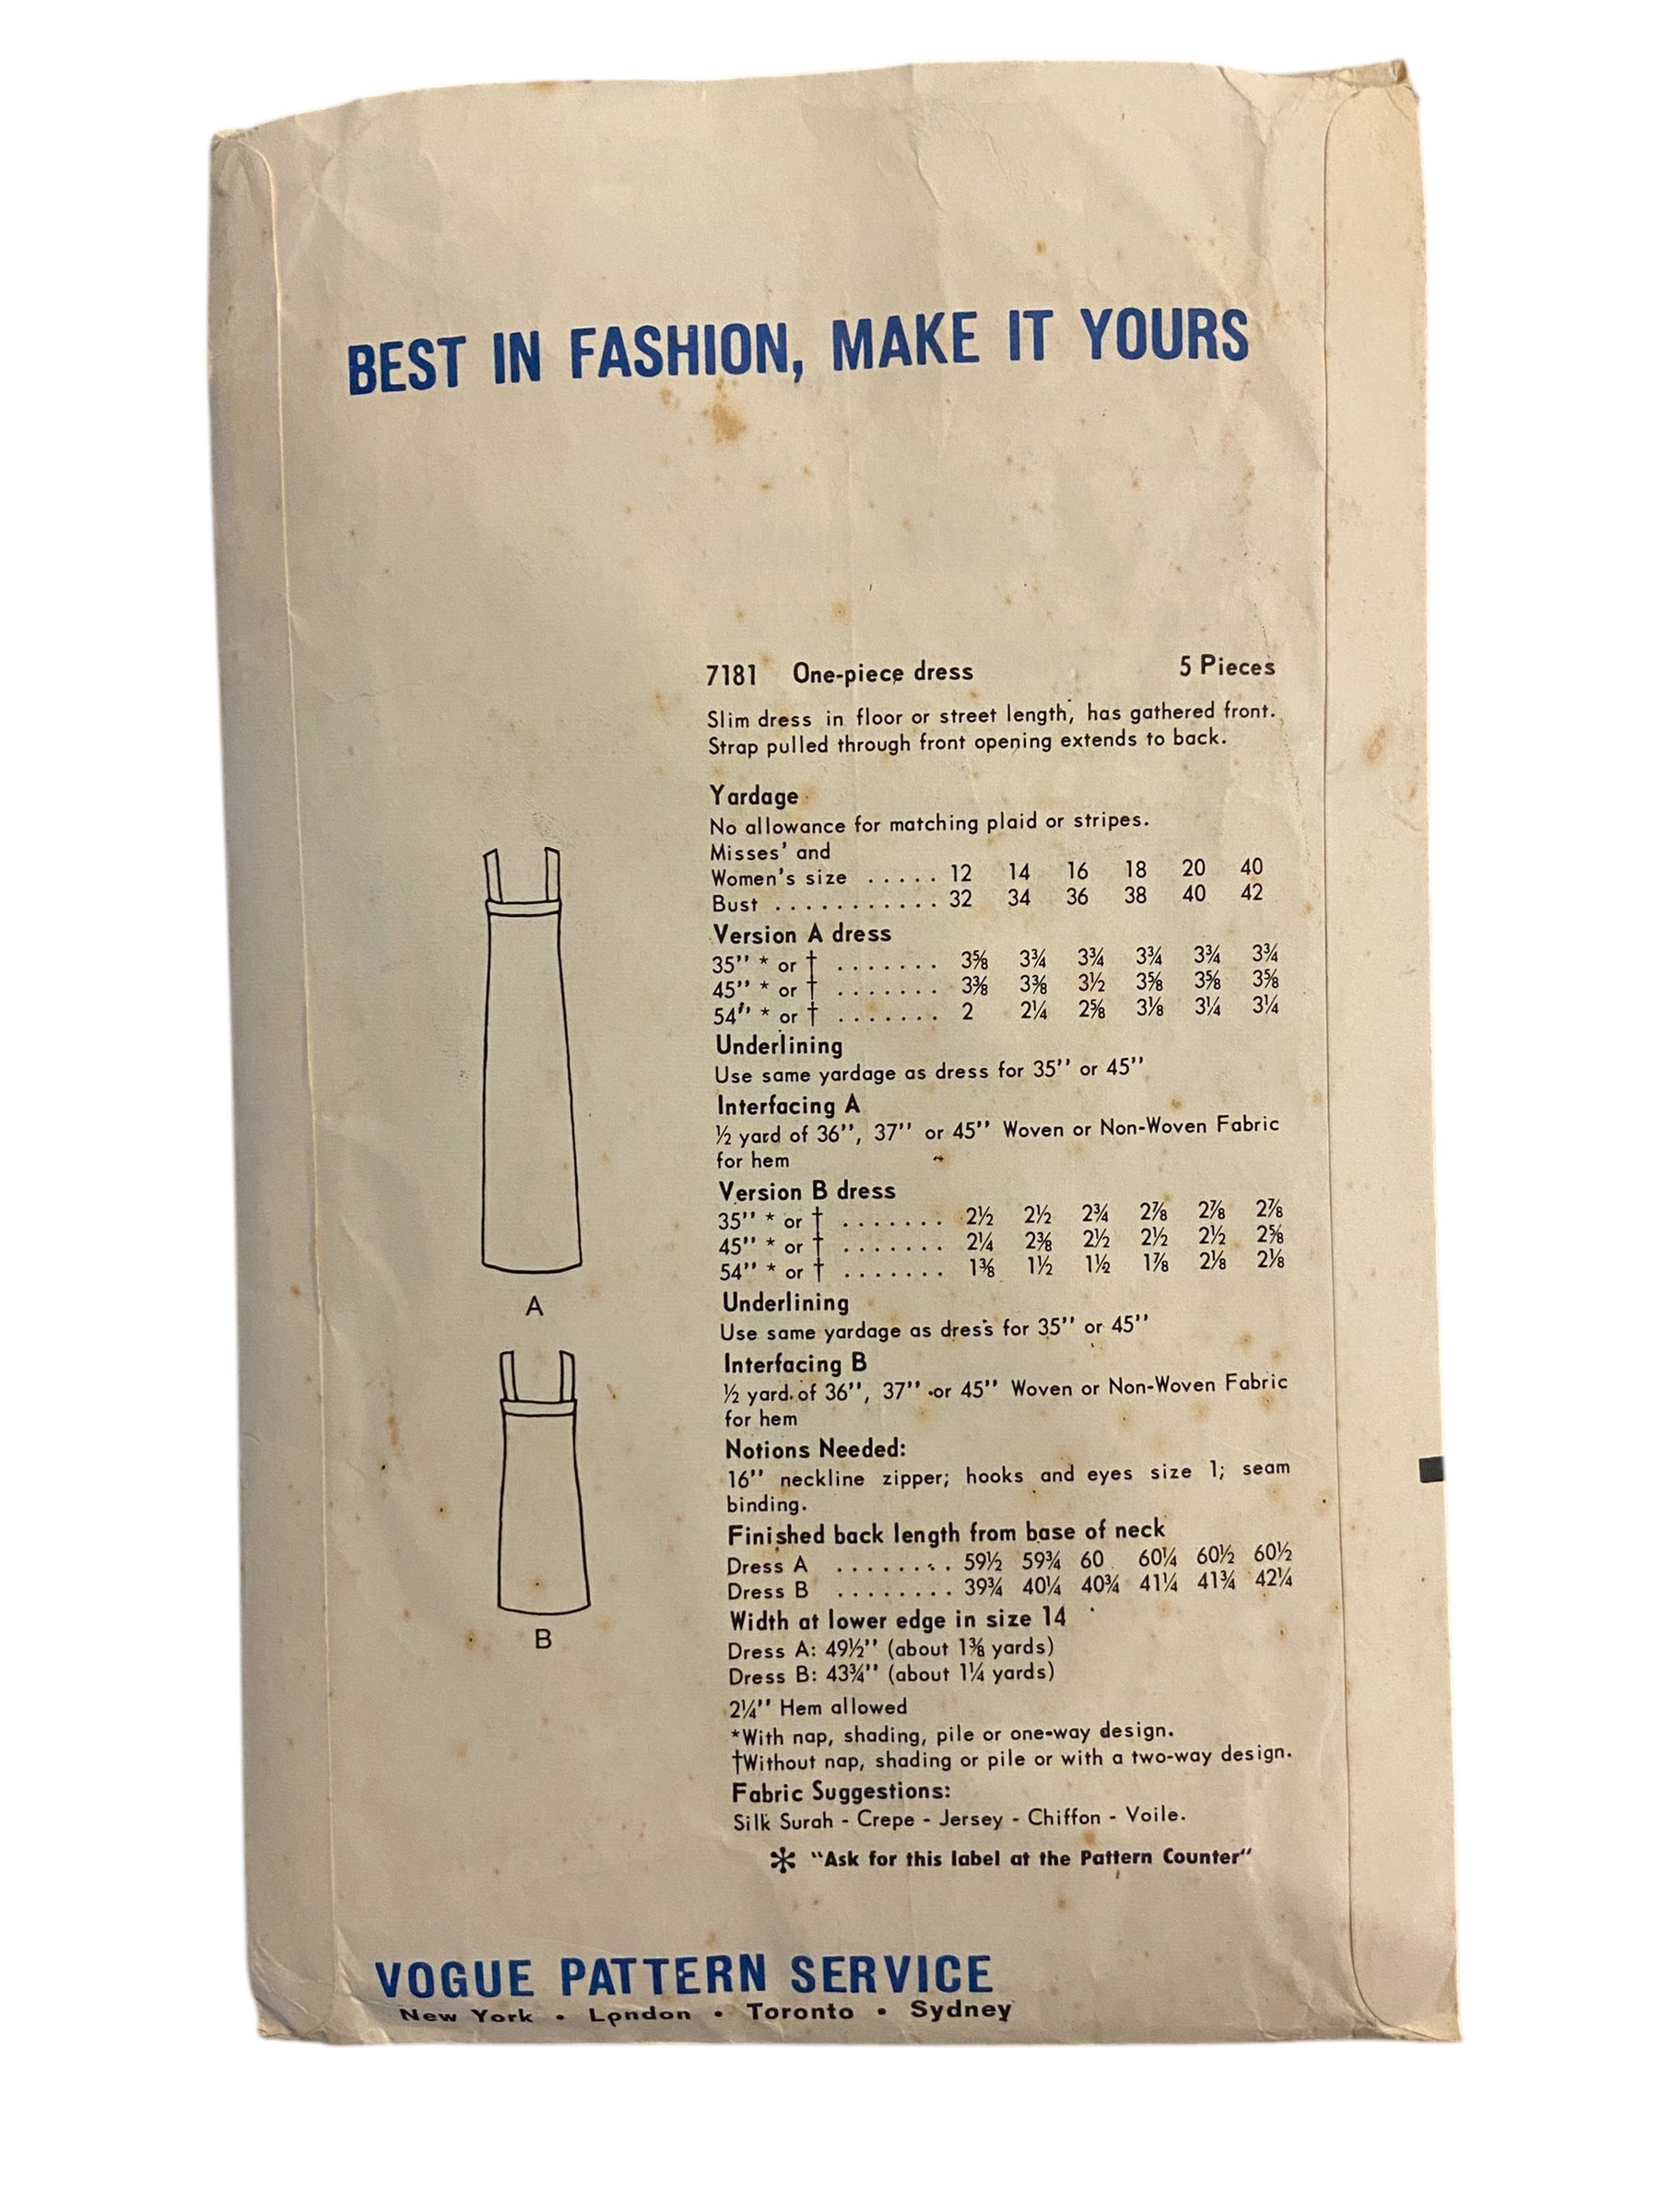 BEST IN FASHION, MAKE IT YOURS
7181 One-piece dress 5 Pieces
Slim dress in floor or street length, has gathered front.
Strap pulled through front opening extends to back.
Yardage
No allowance for matching plaid or stripes.
Misses' and
Women's size ..... 12 14 16 18 20 40
Bust ........... 32 34 36 38 40 42
Version A dress
35'' * or † ....... 3⅝ 3¾ 3¾ 3¾ 3¾ 3¾
45'' * or † ....... 3⅜ 3⅜ 3½ 3⅝ 3⅝ 3⅝
54'' * or † ....... 2 2¼ 2⅝ 3⅛ 3¼ 3¼
Underlining
Use same yardage as dress for 35'' or 45''
Interfacing A
½ yard of 36'', 37'' or 45'' Woven or Non-Woven Fabric
for hem
Version B dress
35'' * or † ....... 2½ 2½ 2¾ 2⅞ 2⅞ 2⅞
45'' * or † ....... 2¼ 2⅜ 2½ 2½ 2½ 2⅝
54'' * or † ....... 1⅜ 1½ 1½ 1⅞ 2⅛ 2⅛
Underlining
Use same yardage as dress for 35'' or 45''
Interfacing B
½ yard of 36'', 37'' or 45'' Woven or Non-Woven Fabric
for hem
Notions Needed:
16'' neckline zipper; hooks and eyes size 1; seam
binding.
Finished back length from base of neck
Dress A ........ 59½ 59¾ 60 60¼ 60½ 60½
Dress B ........ 39¾ 40¼ 40¾ 41¼ 41¾ 42¼
Width at lower edge in size 14
Dress A: 49½'' (about 1⅜ yards)
Dress B: 43¾'' (about 1¼ yards)
2¼'' Hem allowed
*With nap, shading, pile or one-way design.
†Without nap, shading or pile or with a two-way design.
Fabric Suggestions:
Silk Surah - Crepe - Jersey - Chiffon - Voile.
* "Ask for this label at the Pattern Counter"
A
B
VOGUE PATTERN SERVICE
New York • London • Toronto • Sydney